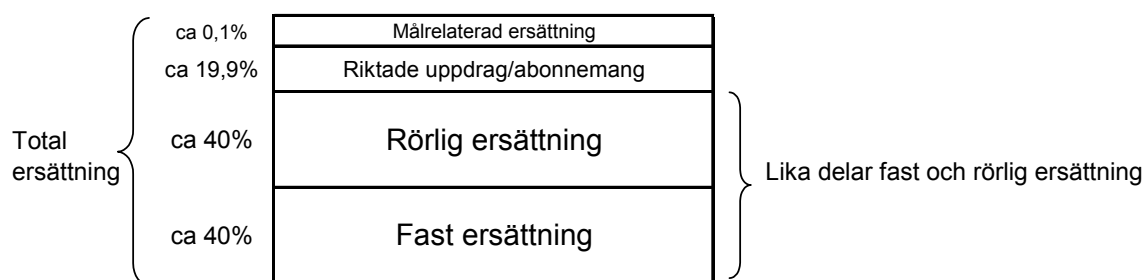 ca 0,1% Målrelaterad ersättning
ca 19,9% Riktade uppdrag/abonnemang
ca 40% Rörlig ersättning
Total
ersättning
Lika delar fast och rörlig ersättning
ca 40% Fast ersättning